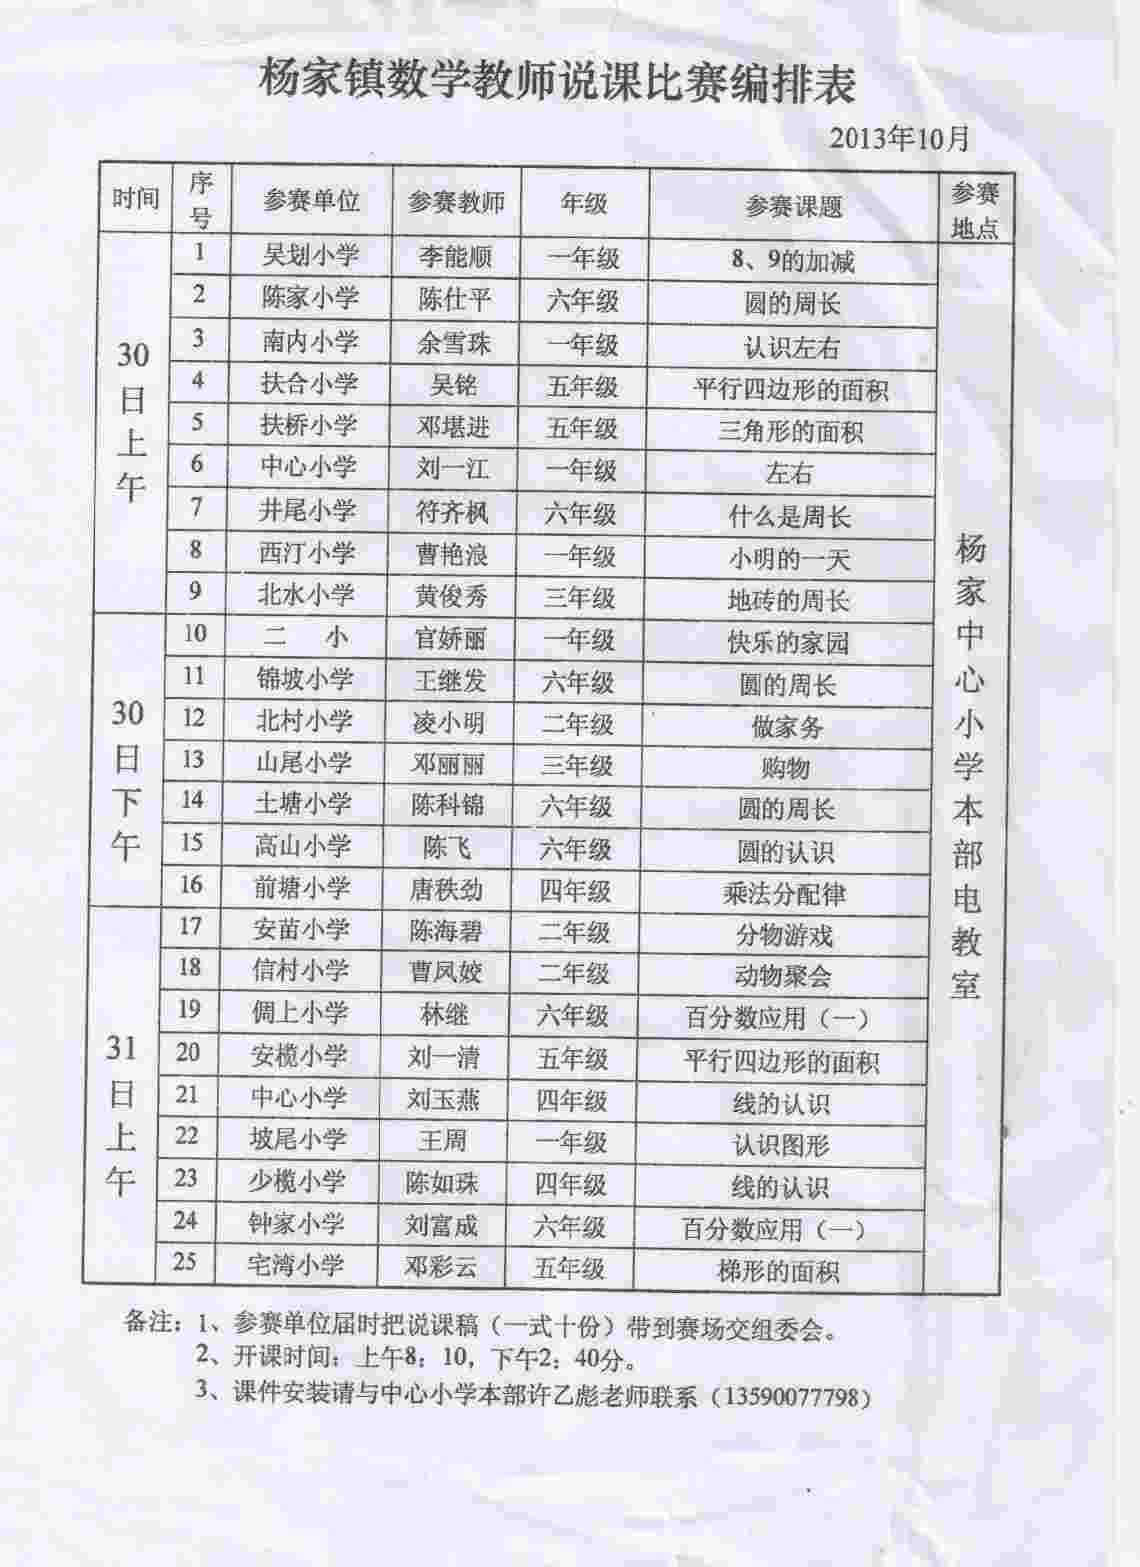 杨家镇数学教师说课比赛编排表
2013年10月
时间 序号 参赛单位 参赛教师 年级 参赛课题 参赛地点
30日上午
1 吴划小学 李能顺 一年级 8、9的加减
2 陈家小学 陈仕平 六年级 圆的周长
3 南内小学 余雪珠 一年级 认识左右
4 扶合小学 吴铭 五年级 平行四边形的面积
5 扶桥小学 邓堪进 五年级 三角形的面积
6 中心小学 刘一江 一年级 左右
7 井尾小学 符齐枫 六年级 什么是周长
8 西汀小学 曹艳浪 一年级 小明的一天
9 北水小学 黄俊秀 三年级 地砖的周长
30日下午
10 二 小 官娇丽 一年级 快乐的家园
11 锦坡小学 王继发 六年级 圆的周长
12 北村小学 凌小明 二年级 做家务
13 山尾小学 邓丽丽 三年级 购物
14 土塘小学 陈科锦 六年级 圆的周长
15 高山小学 陈飞 六年级 圆的认识
16 前塘小学 唐秩劲 四年级 乘法分配律
31日上午
17 安苗小学 陈海碧 二年级 分物游戏
18 信村小学 曹凤姣 二年级 动物聚会
19 倜上小学 林继 六年级 百分数应用（一）
20 安榄小学 刘一清 五年级 平行四边形的面积
21 中心小学 刘玉燕 四年级 线的认识
22 坡尾小学 王周 一年级 认识图形
23 少榄小学 陈如珠 四年级 线的认识
24 钟家小学 刘富成 六年级 百分数应用（一）
25 宅湾小学 邓彩云 五年级 梯形的面积
杨家中心小学本部电教室
备注：1、参赛单位届时把说课稿（一式十份）带到赛场交组委会。
2、开课时间：上午8：10，下午2：40分。
3、课件安装请与中心小学本部许乙彪老师联系（13590077798）